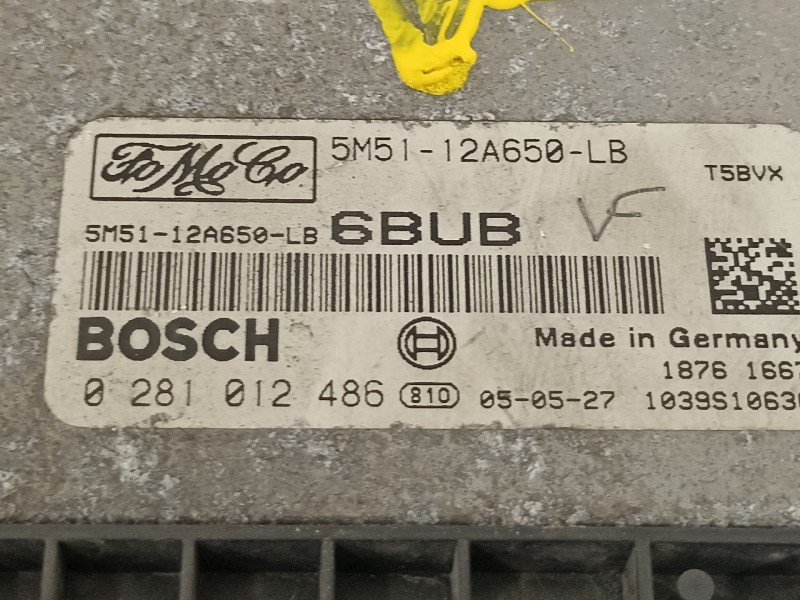 FoMoCo 5M51-12A650-LB
T5BVX
5M51-12A650-LB 6BUB VF
BOSCH
Made in Germany
1876 1667
0 281 012 486 810 05-05-27 1039S10630